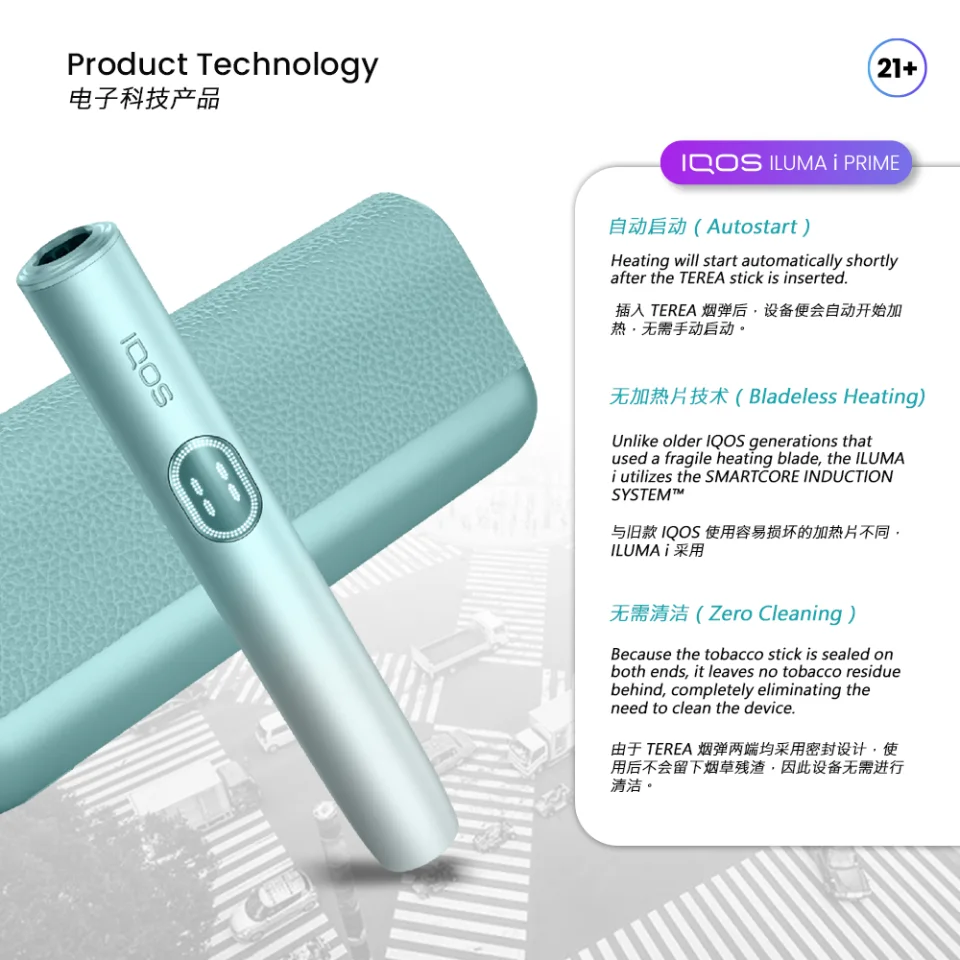 Product Technology
电子科技产品
21+
IQOS ILUMA i PRIME
自动启动 ( Autostart )
Heating will start automatically shortly
after the TEREA stick is inserted.
插入 TEREA 烟弹后，设备便会自动开始加
热，无需手动启动。
无加热片技术 ( Bladeless Heating)
Unlike older IQOS generations that
used a fragile heating blade, the ILUMA
i utilizes the SMARTCORE INDUCTION
SYSTEM™
与旧款 IQOS 使用容易损坏的加热片不同，
ILUMA i 采用
无需清洁 ( Zero Cleaning )
Because the tobacco stick is sealed on
both ends, it leaves no tobacco residue
behind, completely eliminating the
need to clean the device.
由于 TEREA 烟弹两端均采用密封设计，使
用后不会留下烟草残渣，因此设备无需进行
清洁。
IQOS